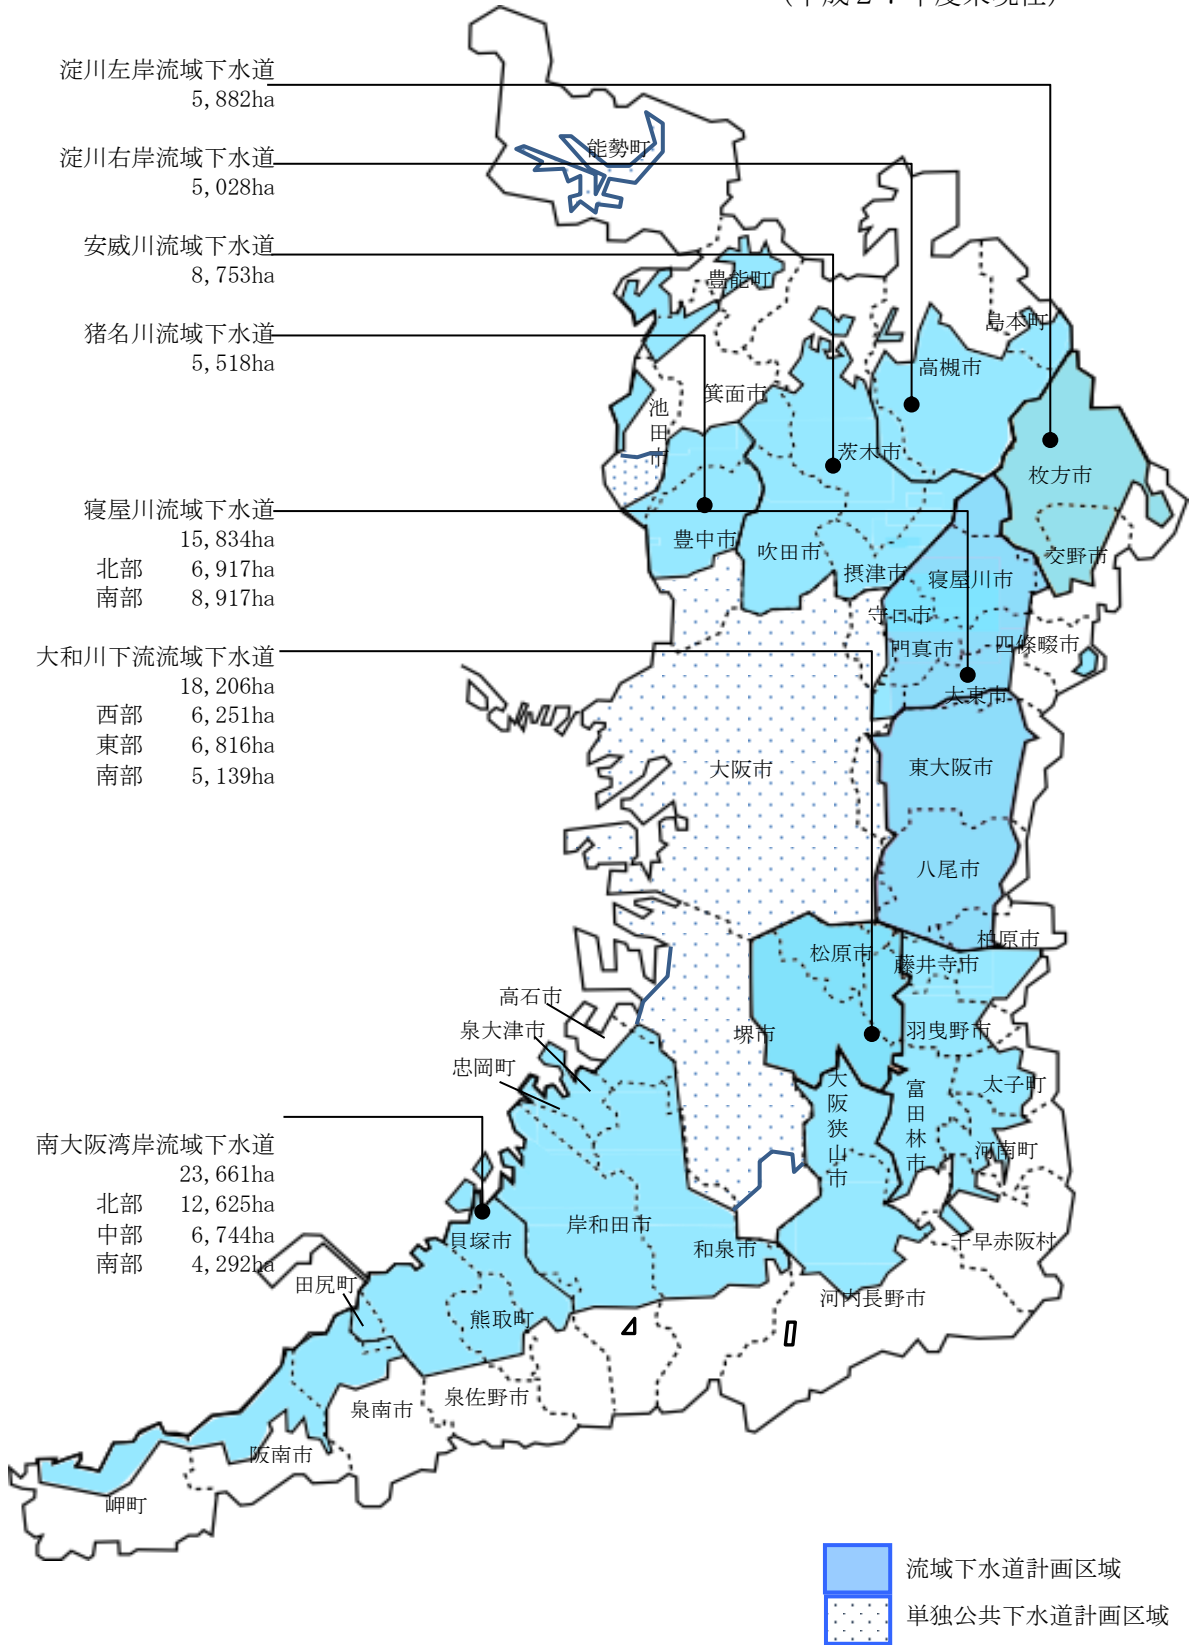 淀川左岸流域下水道
5,882ha
淀川右岸流域下水道
5,028ha
安威川流域下水道
8,753ha
猪名川流域下水道
5,518ha
寝屋川流域下水道
15,834ha
北部 6,917ha
南部 8,917ha
大和川下流流域下水道
18,206ha
西部 6,251ha
東部 6,816ha
南部 5,139ha
南大阪湾岸流域下水道
23,661ha
北部 12,625ha
中部 6,744ha
南部 4,292ha
能勢町
豊能町
島本町
高槻市
箕面市
池田市
茨木市
枚方市
豊中市
吹田市
摂津市
寝屋川市
交野市
守口市
門真市
四條畷市
大東市
大阪市
東大阪市
八尾市
柏原市
松原市
藤井寺市
高石市
泉大津市
忠岡町
堺市
羽曳野市
大阪狭山市
富田林市
太子町
河南町
岸和田市
和泉市
貝塚市
千早赤阪村
田尻町
熊取町
河内長野市
泉佐野市
泉南市
阪南市
岬町
流域下水道計画区域
単独公共下水道計画区域